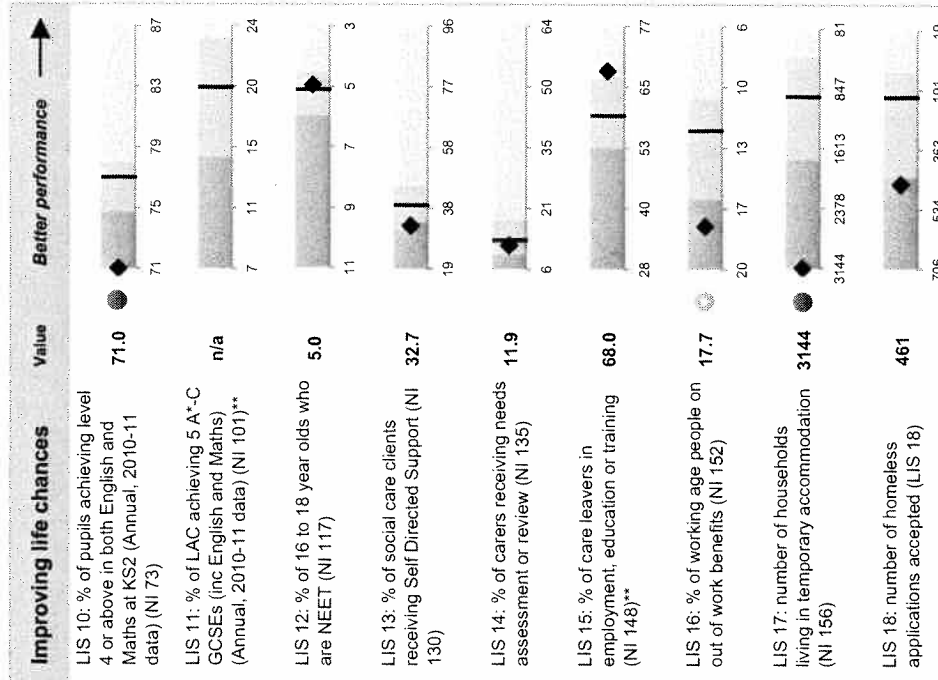 Improving life chances Value Better performance
LIS 10: % of pupils achieving level
4 or above in both English and
Maths at KS2 (Annual, 2010-11
data) (NI 73)
71.0
71 75 79 83 87
LIS 11: % of LAC achieving 5 A*-C
GCSEs (inc English and Maths)
(Annual, 2010-11 data) (NI 101)**
n/a
7 11 15 20 24
LIS 12: % of 16 to 18 year olds who
are NEET (NI 117)
5.0
11 9 7 5 3
LIS 13: % of social care clients
receiving Self Directed Support (NI
130)
32.7
19 38 58 77 96
LIS 14: % of carers receiving needs
assessment or review (NI 135)
11.9
6 21 35 50 64
LIS 15: % of care leavers in
employment, education or training
(NI 148)**
68.0
28 40 53 65 77
LIS 16: % of working age people on
out of work benefits (NI 152)
17.7
20 17 13 10 6
LIS 17: number of households
living in temporary accommodation
(NI 156)
3144
3144 2378 1613 847 81
LIS 18: number of homeless
applications accepted (LIS 18)
461